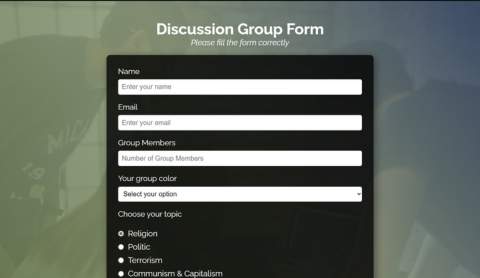 Discussion Group Form
Please fill the form correctly
Name
Enter your name
Email
Enter your email
Group Members
Number of Group Members
Your group color
Select your option
Choose your topic
Religion
Politic
Terrorism
Communism & Capitalism